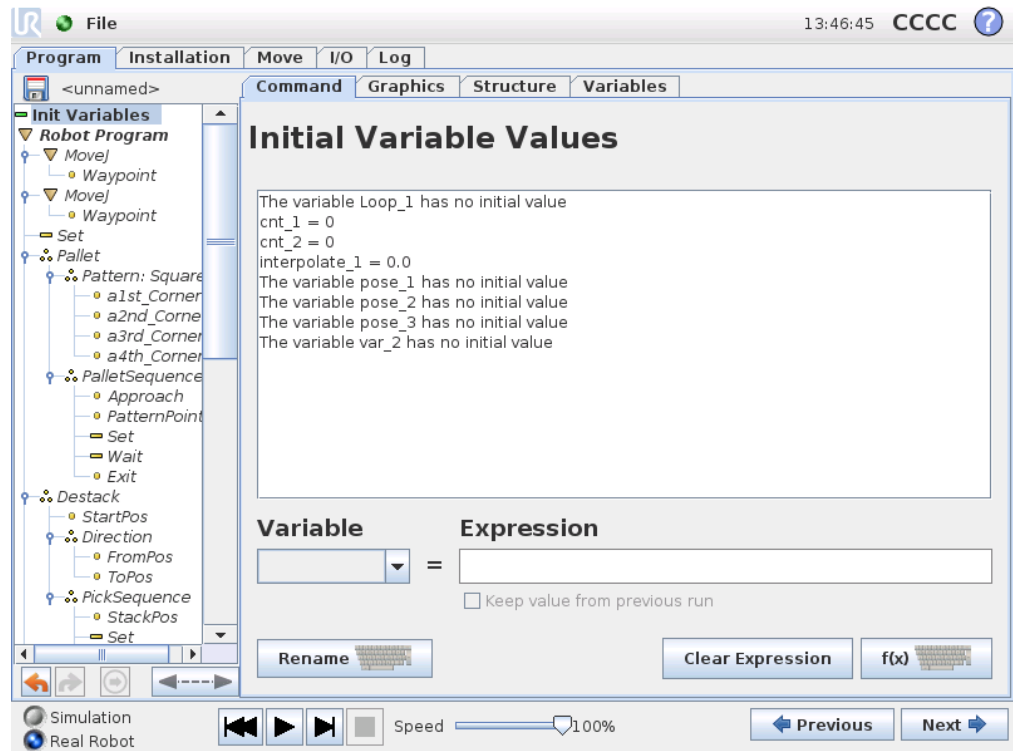 UR File 13:46:45 CCCC ?
Program Installation Move I/O Log
<unnamed>
Command Graphics Structure Variables
Init Variables
Robot Program
MoveJ
Waypoint
MoveJ
Waypoint
Set
Pallet
Pattern: Square
a1st_Corner
a2nd_Corne
a3rd_Corner
a4th_Corner
PalletSequence
Approach
PatternPoint
Set
Wait
Exit
Destack
StartPos
Direction
FromPos
ToPos
PickSequence
StackPos
Set
Initial Variable Values
The variable Loop_1 has no initial value
cnt_1 = 0
cnt_2 = 0
interpolate_1 = 0.0
The variable pose_1 has no initial value
The variable pose_2 has no initial value
The variable pose_3 has no initial value
The variable var_2 has no initial value
Variable Expression
=
Keep value from previous run
Rename Clear Expression f(x)
Simulation
Real Robot
Speed 100% Previous Next